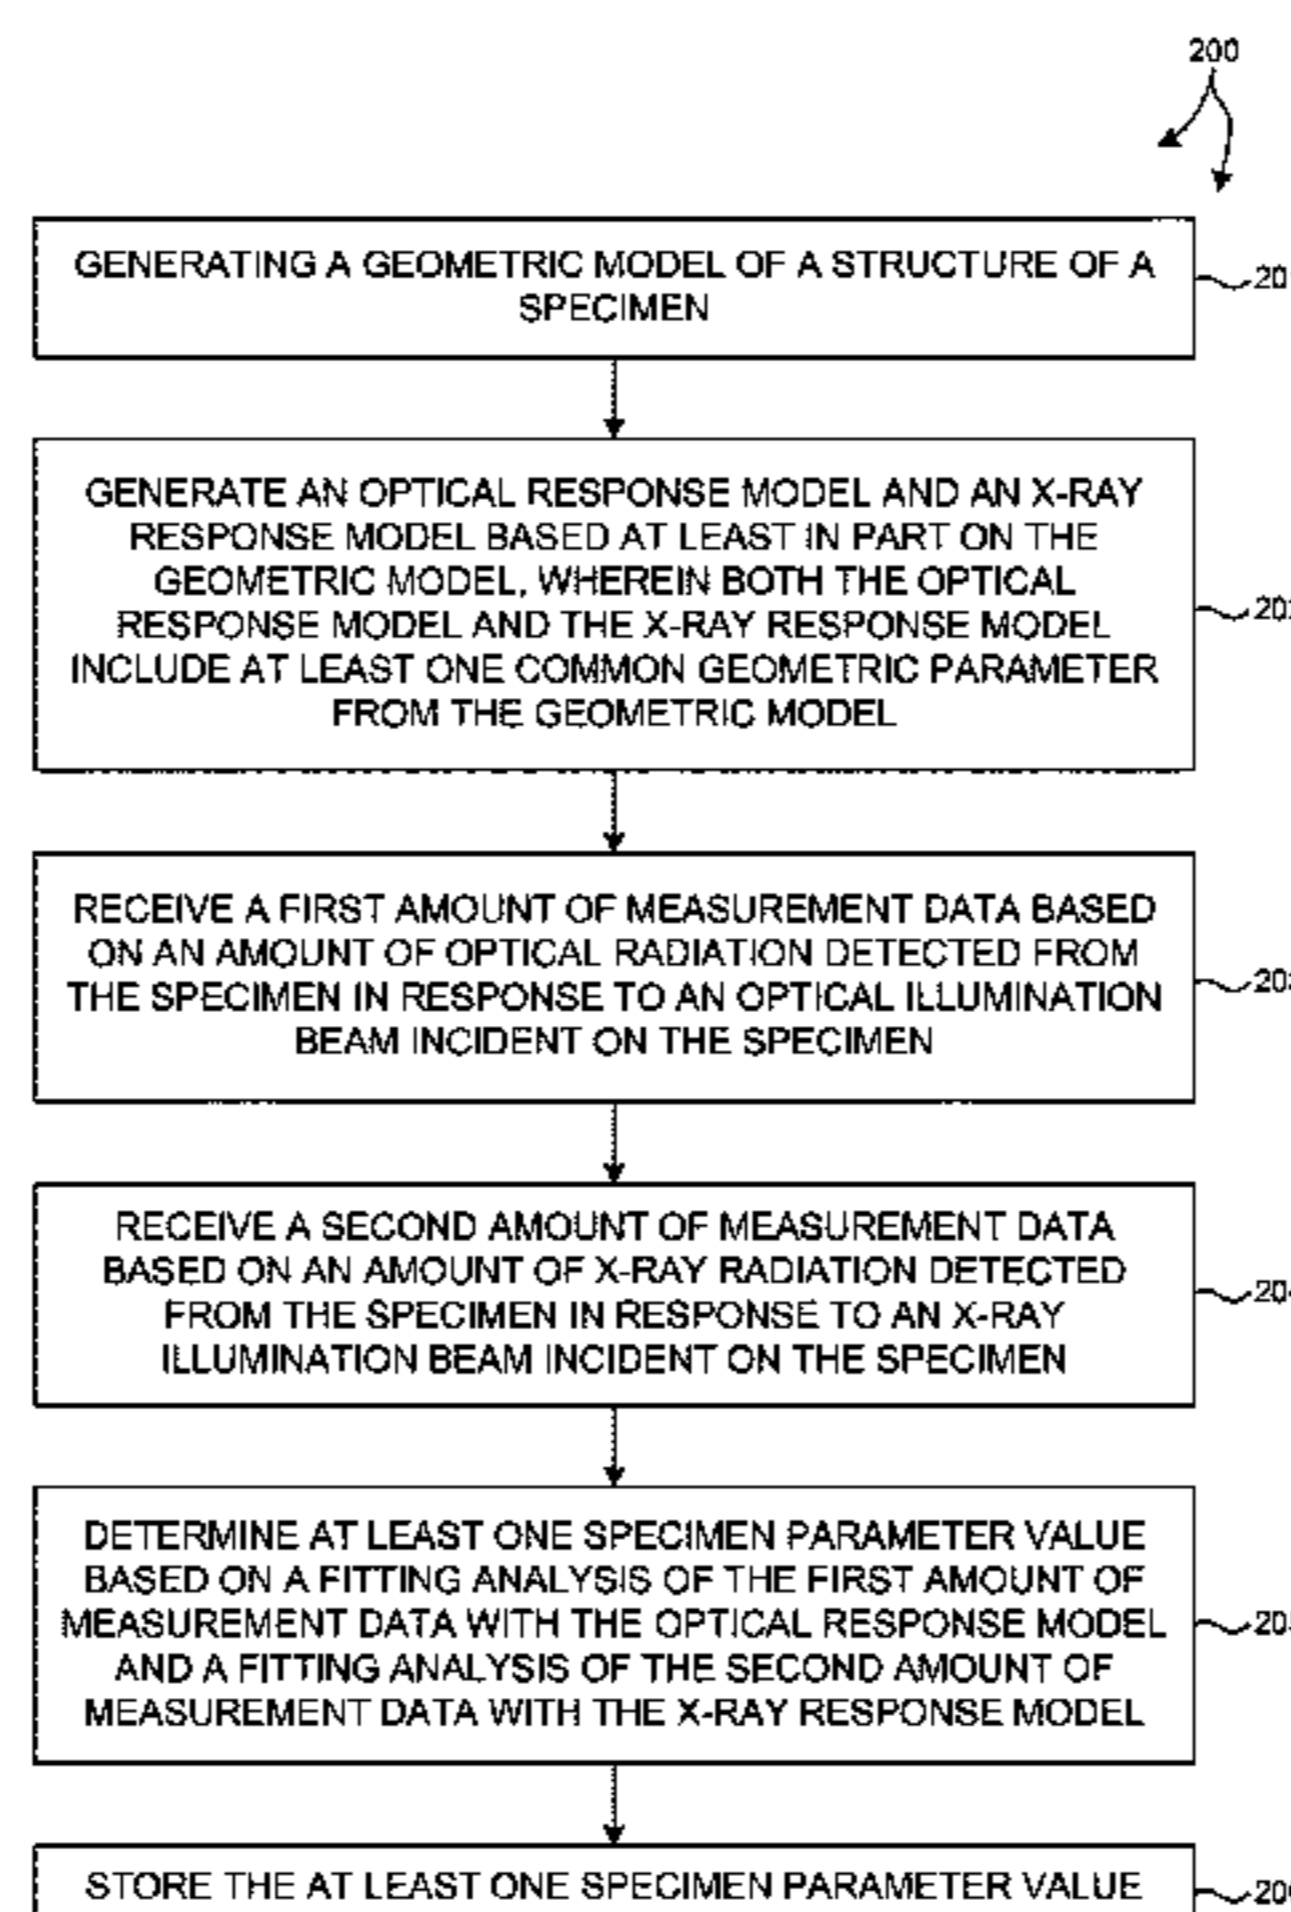 200
GENERATING A GEOMETRIC MODEL OF A STRUCTURE OF A
SPECIMEN
GENERATE AN OPTICAL RESPONSE MODEL AND AN X-RAY
RESPONSE MODEL BASED AT LEAST IN PART ON THE
GEOMETRIC MODEL, WHEREIN BOTH THE OPTICAL
RESPONSE MODEL AND THE X-RAY RESPONSE MODEL
INCLUDE AT LEAST ONE COMMON GEOMETRIC PARAMETER
FROM THE GEOMETRIC MODEL
RECEIVE A FIRST AMOUNT OF MEASUREMENT DATA BASED
ON AN AMOUNT OF OPTICAL RADIATION DETECTED FROM
THE SPECIMEN IN RESPONSE TO AN OPTICAL ILLUMINATION
BEAM INCIDENT ON THE SPECIMEN
RECEIVE A SECOND AMOUNT OF MEASUREMENT DATA
BASED ON AN AMOUNT OF X-RAY RADIATION DETECTED
FROM THE SPECIMEN IN RESPONSE TO AN X-RAY
ILLUMINATION BEAM INCIDENT ON THE SPECIMEN
DETERMINE AT LEAST ONE SPECIMEN PARAMETER VALUE
BASED ON A FITTING ANALYSIS OF THE FIRST AMOUNT OF
MEASUREMENT DATA WITH THE OPTICAL RESPONSE MODEL
AND A FITTING ANALYSIS OF THE SECOND AMOUNT OF
MEASUREMENT DATA WITH THE X-RAY RESPONSE MODEL
STORE THE AT LEAST ONE SPECIMEN PARAMETER VALUE